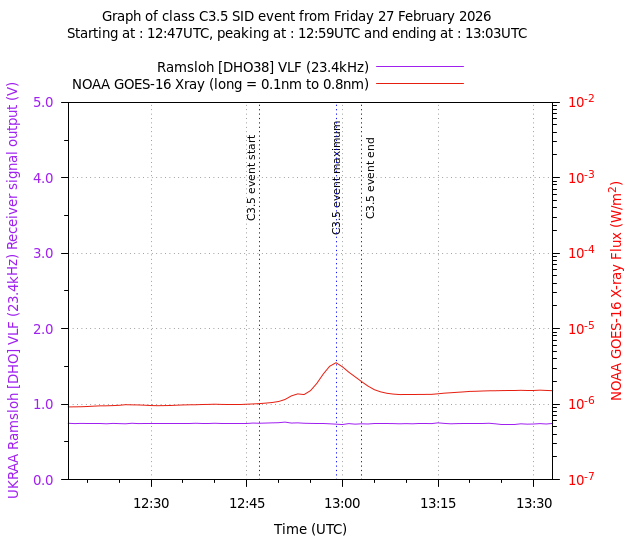 Graph of class C3.5 SID event from Friday 27 February 2026
Starting at : 12:47UTC, peaking at : 12:59UTC and ending at : 13:03UTC
Ramsloh [DHO38] VLF (23.4kHz)
NOAA GOES-16 Xray (long = 0.1nm to 0.8nm)
UKRAA Ramsloh [DHO] VLF (23.4kHz) Receiver signal output (V)
5.0
4.0
3.0
2.0
1.0
0.0
C3.5 event start
C3.5 event maximum
C3.5 event end
10⁻²
10⁻³
10⁻⁴
10⁻⁵
10⁻⁶
10⁻⁷
NOAA GOES-16 X-ray Flux (W/m²)
12:30 12:45 13:00 13:15 13:30
Time (UTC)